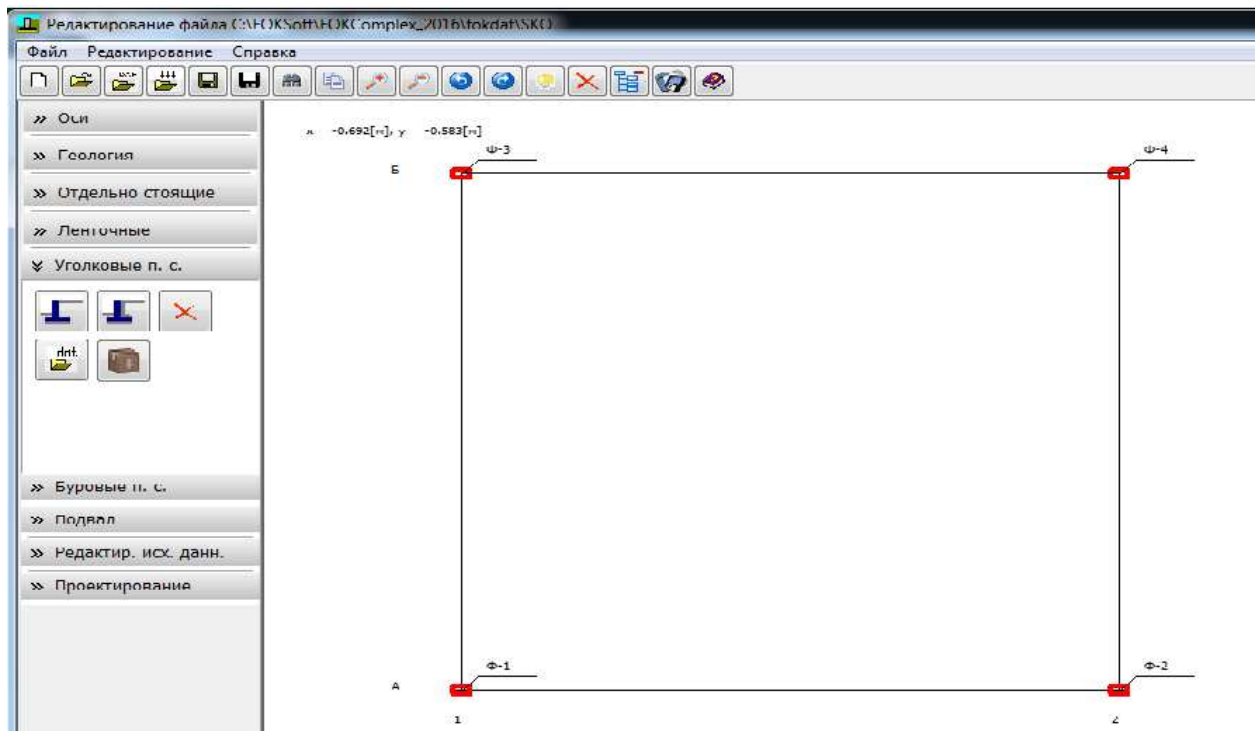 Редактирование файла C:\FOKSoft\FOKComplex_2016\fokdat\SKO
Файл Редактирование Справка
Оси
Геология
Отдельно стоящие
Ленточные
Уголковые п. с.
Буровые п. с.
Подвал
Редактир. исх. данн.
Проектирование
-0.692[м], y -0.583[м]
Ф-3
Ф-4
Б
Ф-1
Ф-2
А
1
2